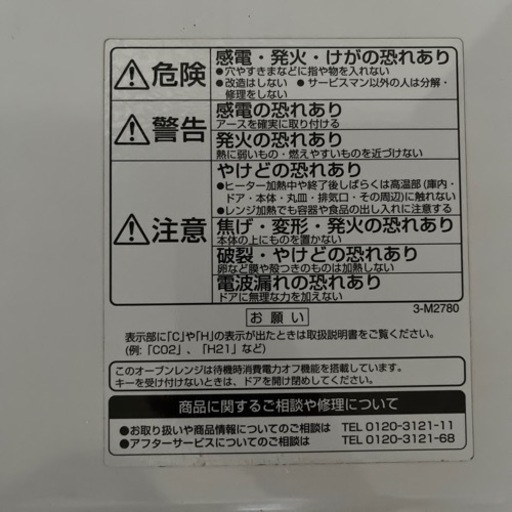 危険
感電・発火・けがの恐れあり
●穴やすきまなどに指や物を入れない
●改造はしない ●サービスマン以外の人は分解・
修理をしない
警告
感電の恐れあり
アースを確実に取り付ける
発火の恐れあり
熱に弱いもの・燃えやすいものを近づけない
注意
やけどの恐れあり
●ヒーター加熱中や終了後しばらくは高温部(庫内・
ドア・本体・丸皿・排気口・その周辺)に触れない
●レンジ加熱でも容器や食品の出し入れに注意する
焦げ・変形・発火の恐れあり
本体の上にものを置かない
破裂・やけどの恐れあり
卵など膜や殻つきのものは加熱しない
電波漏れの恐れあり
ドアに無理な力を加えない
3-M2780
お願い
表示部に「C」や「H」の表示が出たときは取扱説明書をご覧ください。
(例:「C02」、「H21」など)
このオーブンレンジは待機時消費電力オフ機能を搭載しています。
キーを受け付けないときは、ドアを開け閉めしてください。
商品に関するご相談や修理について
●お取り扱いや商品情報についてのご相談は TEL 0120-3121-11
●アフターサービスについてのご相談は TEL 0120-3121-68